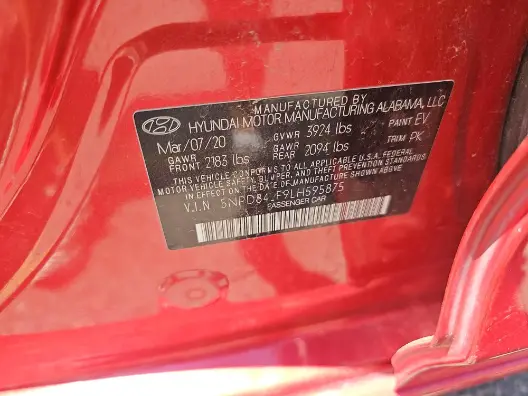 MANUFACTURED BY
HYUNDAI MOTOR MANUFACTURING ALABAMA, LLC
Mar/07/20 GVWR 3924 lbs PAINT EV
GAWR FRONT 2183 lbs GAWR REAR 2094 lbs TRIM PK
THIS VEHICLE CONFORMS TO ALL APPLICABLE U.S.A. FEDERAL
MOTOR VEHICLE SAFETY, BUMPER, AND THEFT PREVENTION STANDARDS
IN EFFECT ON THE DATE OF MANUFACTURE SHOWN ABOVE.
V.I.N. 5NPD84LF9LH595875
PASSENGER CAR